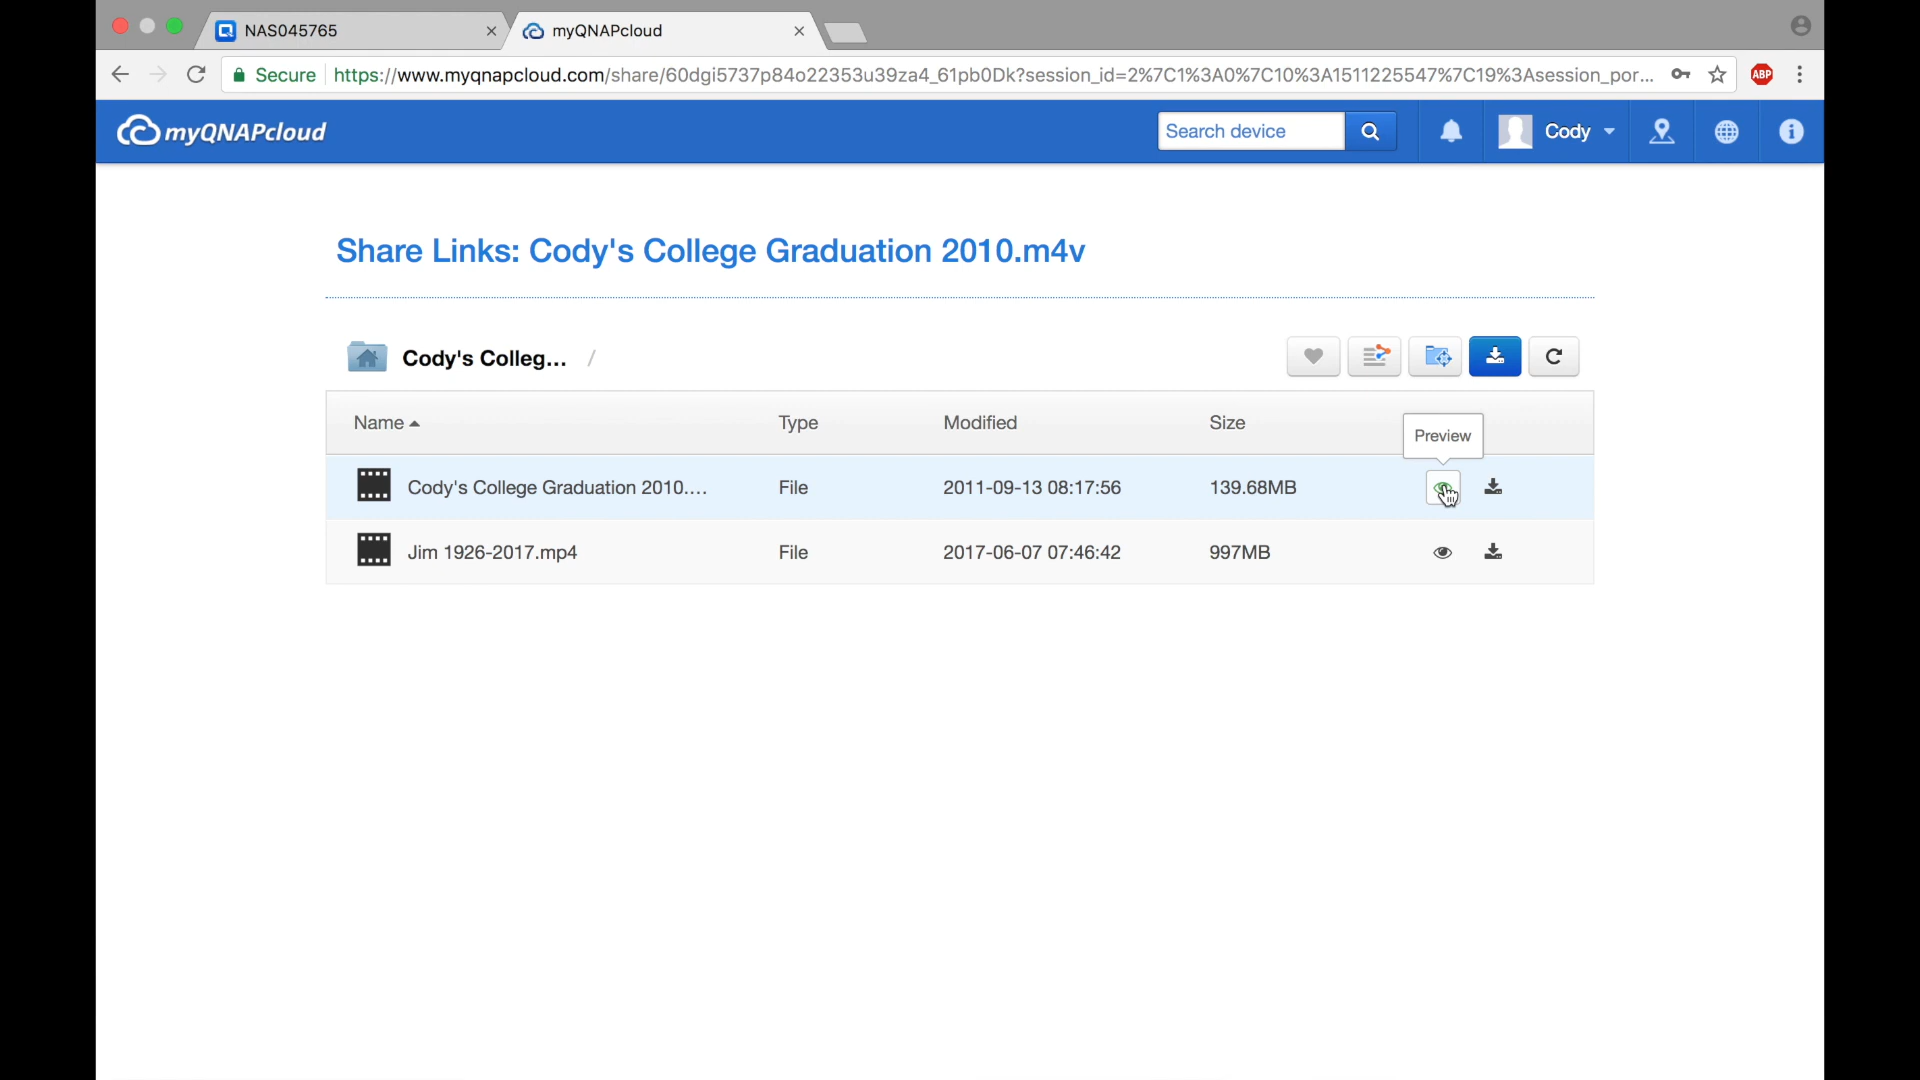 NAS045765
myQNAPcloud
Secure https://www.myqnapcloud.com/share/60dgi5737p84o22353u39za4_61pb0Dk?session_id=2%7C1%3A0%7C10%3A1511225547%7C19%3Asession_por...
ABP
myQNAPcloud
Search device
Cody
Share Links: Cody's College Graduation 2010.m4v
Cody's Colleg... /
Name Type Modified Size
Preview
Cody's College Graduation 2010.... File 2011-09-13 08:17:56 139.68MB
Jim 1926-2017.mp4 File 2017-06-07 07:46:42 997MB